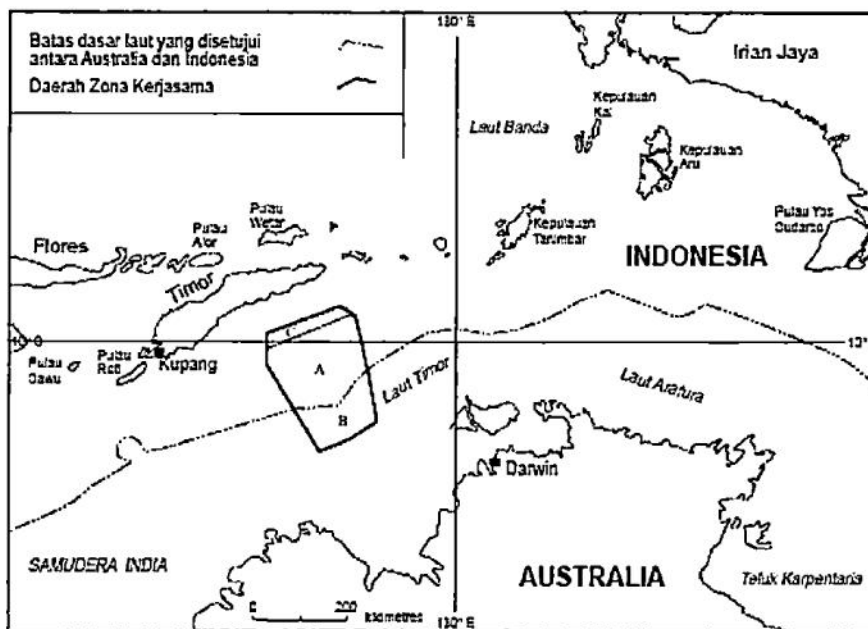 130°E
Batas dasar laut yang disetujui
antara Australia dan Indonesia
Daerah Zona Kerjasama
Irian Jaya
Laut Banda
Kepulauan
Kai
Kepulauan
Aru
Pulau
Wetar
Pulau
Alor
Flores
Kepulauan
Tanimbar
Pulau Yos
Sudarso
INDONESIA
Timor
C
Kupang
Pulau
Roti
Pulau
Sawu
A
B
Laut Timor
Laut Arafura
Darwin
SAMUDERA INDIA
AUSTRALIA
Teluk Karpentaria
0 200
kilometres
130°E